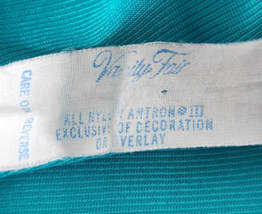 Vanity Fair
ALL NYLON ANTRON® III
EXCLUSIVE OF DECORATION
OR OVERLAY
CARE ON REVERSE